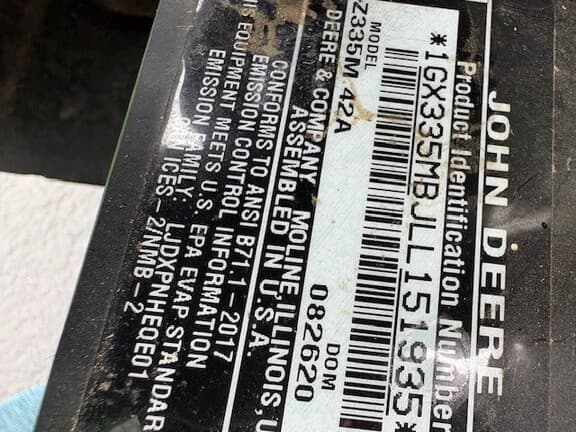 JOHN DEERE
Product Identification Number
*1GX335MBJLL151935*
MODEL
Z335M 42A
DOM
082620
DEERE & COMPANY MOLINE, ILLINOIS, U
ASSEMBLED IN U.S.A.
CONFORMS TO ANSI B71.1-2017
EMISSION CONTROL INFORMATION
IS EQUIPMENT MEETS U.S EPA EVAP STANDAR
EMISSION FAMILY: LJDXPNHEQE01
ICES-2/NMB-2